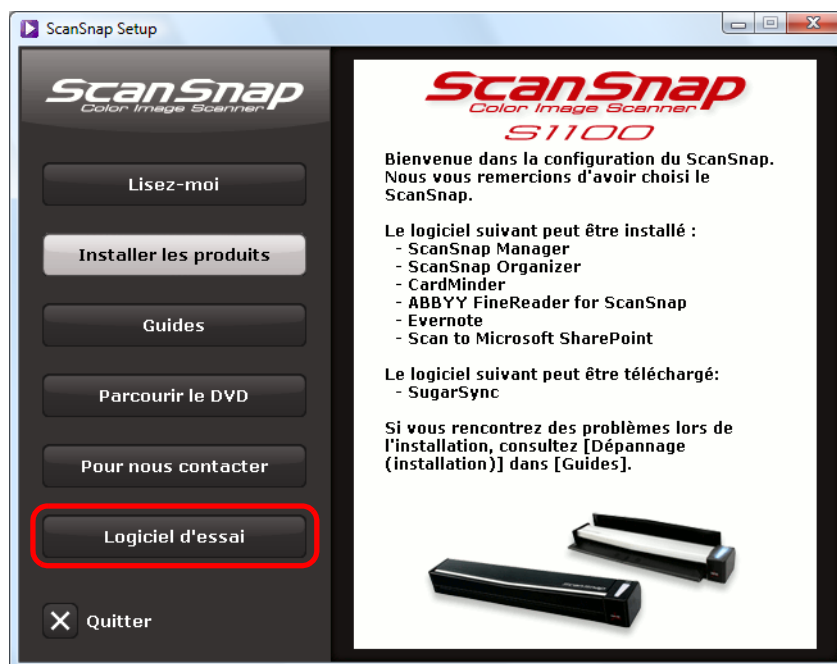 ScanSnap Setup
ScanSnap
Color Image Scanner
Lisez-moi
Installer les produits
Guides
Parcourir le DVD
Pour nous contacter
Logiciel d'essai
Quitter
ScanSnap
Color Image Scanner
S1100
Bienvenue dans la configuration du ScanSnap.
Nous vous remercions d'avoir choisi le
ScanSnap.
Le logiciel suivant peut être installé :
- ScanSnap Manager
- ScanSnap Organizer
- CardMinder
- ABBYY FineReader for ScanSnap
- Evernote
- Scan to Microsoft SharePoint
Le logiciel suivant peut être téléchargé:
- SugarSync
Si vous rencontrez des problèmes lors de
l'installation, consultez [Dépannage
(installation)] dans [Guides].
ScanSnap